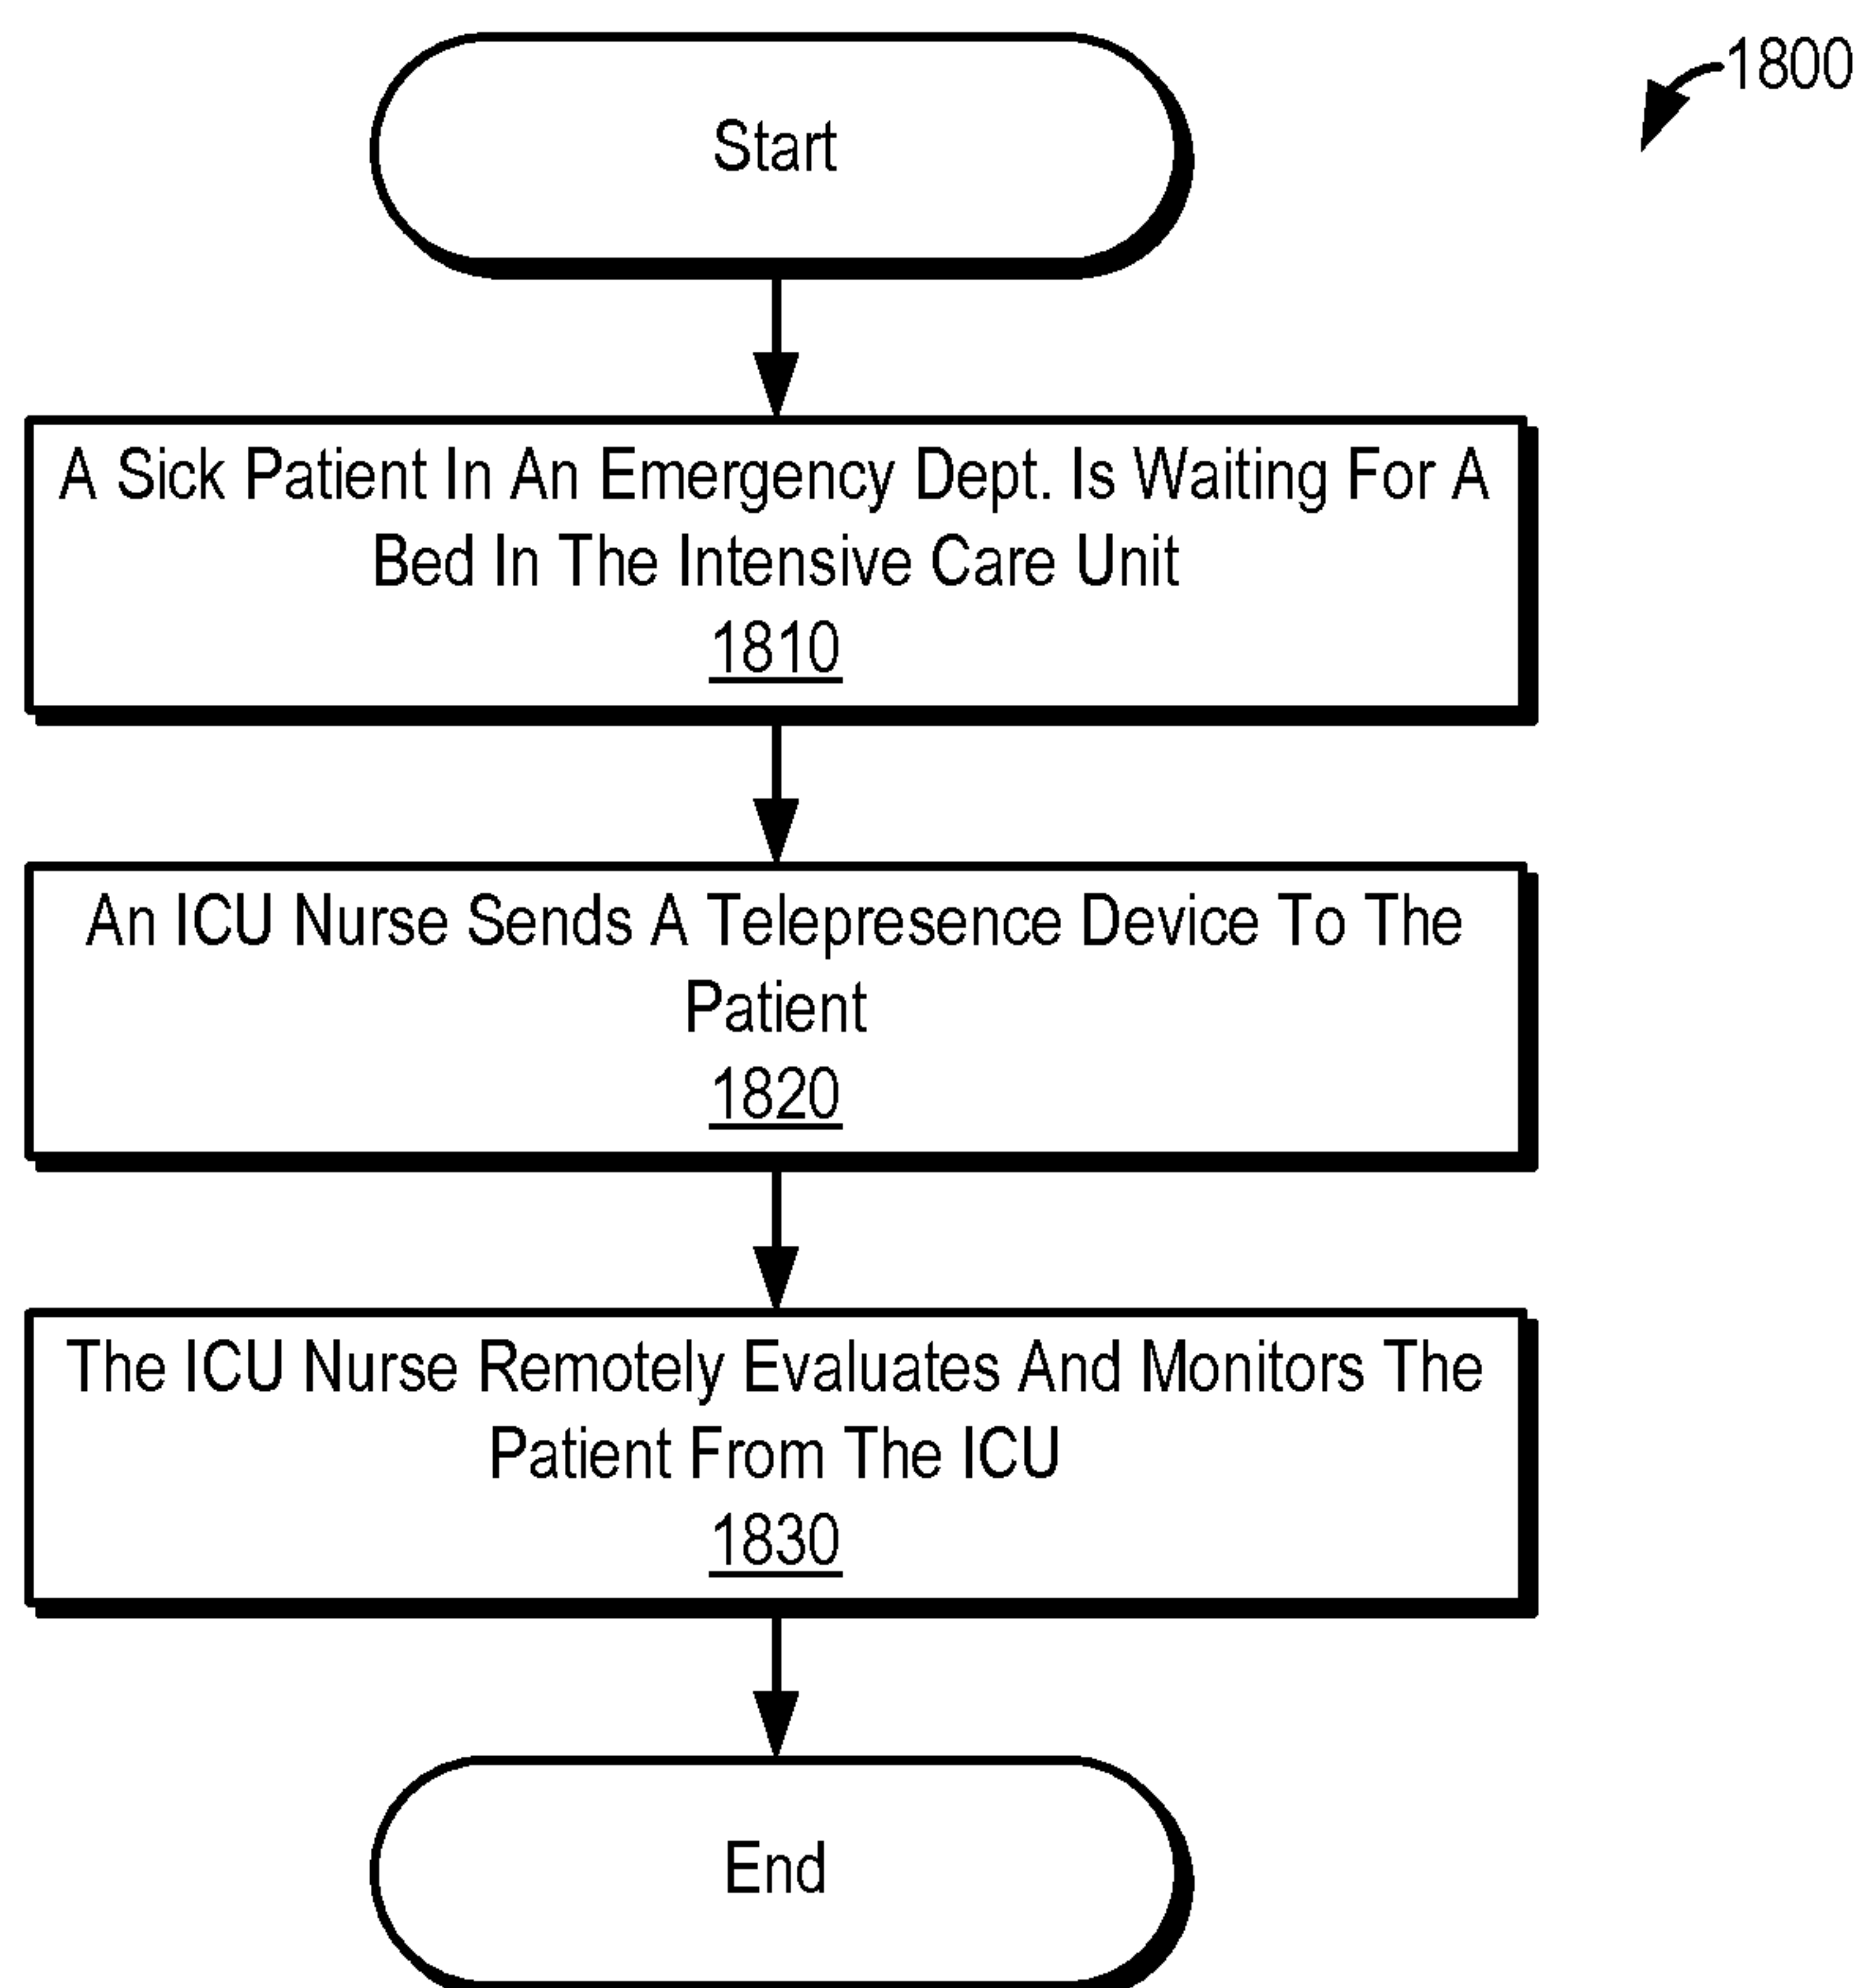 1800
Start
A Sick Patient In An Emergency Dept. Is Waiting For A
Bed In The Intensive Care Unit
1810
An ICU Nurse Sends A Telepresence Device To The
Patient
1820
The ICU Nurse Remotely Evaluates And Monitors The
Patient From The ICU
1830
End